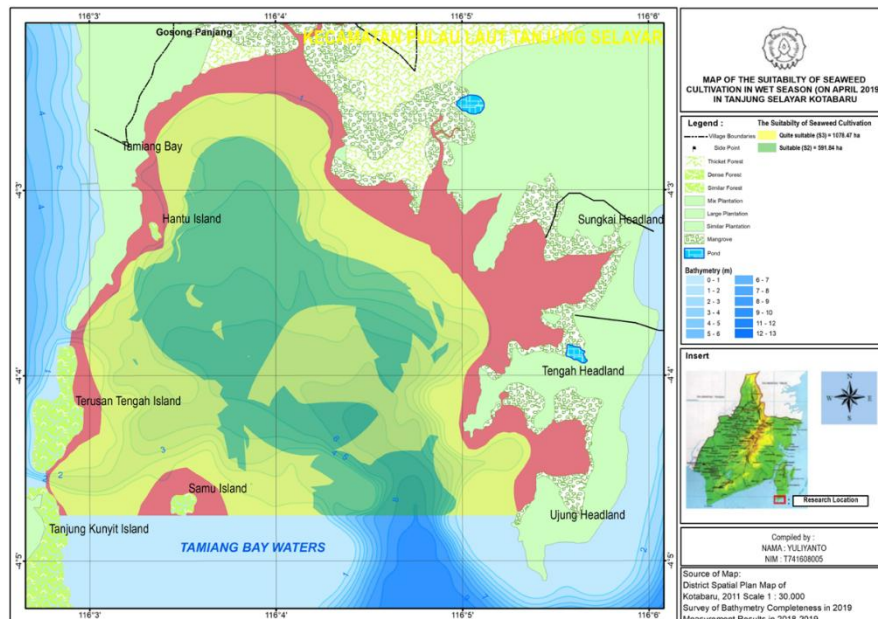 116°3'
116°4'
116°5'
116°6'
Gosong Panjang
KECAMATAN PULAU LAUT TANJUNG SELAYAR
Tamiang Bay
Hantu Island
Sungkai Headland
Tengah Headland
Terusan Tengah Island
Samu Island
Tanjung Kunyit Island
Ujung Headland
TAMIANG BAY WATERS
-4°3'
-4°4'
-4°5'
-4°3'
-4°4'
-4°5'
116°3'
116°4'
116°5'
116°6'
MAP OF THE SUITABILTY OF SEAWEED
CULTIVATION IN WET SEASON (ON APRIL 2019)
IN TANJUNG SELAYAR KOTABARU
Legend :
Village Boundaries
Side Point
Thicket Forest
Dense Forest
Similar Forest
Mix Plantation
Large Plantation
Similar Plantation
Mangrove
Pond
The Suitabilty of Seaweed Cultivation
Quite suitable (S3) = 1078.47 ha
Suitable (S2) = 391.84 ha
Bathymetry (m)
0 - 1
1 - 2
2 - 3
3 - 4
4 - 5
5 - 6
6 - 7
7 - 8
8 - 9
9 - 10
11 - 12
12 - 13
Insert
N
W
E
S
Research Location
Compiled by :
NAMA : YULIYANTO
NIM : T741608005
Source of Map:
District Spatial Plan Map of
Kotabaru, 2011 Scale 1 : 30.000
Survey of Bathymetry Completeness in 2019
Measurement Results in 2018-2019